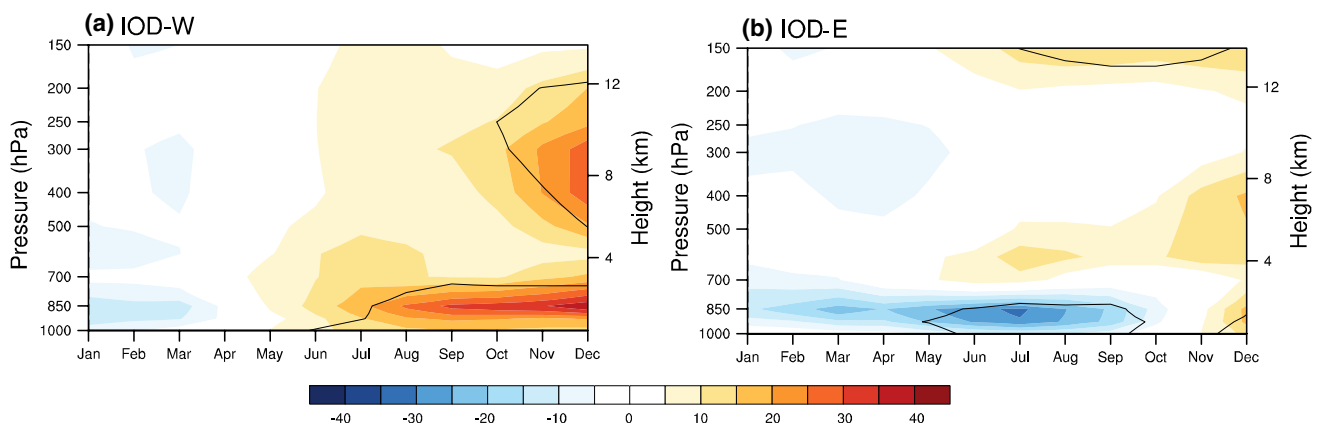 (a) IOD-W
Pressure (hPa)
150
200
250
300
400
500
700
850
1000
12
8
4
Height (km)
Jan Feb Mar Apr May Jun Jul Aug Sep Oct Nov Dec
(b) IOD-E
Pressure (hPa)
150
200
250
300
400
500
700
850
1000
12
8
4
Height (km)
Jan Feb Mar Apr May Jun Jul Aug Sep Oct Nov Dec
-40 -30 -20 -10 0 10 20 30 40